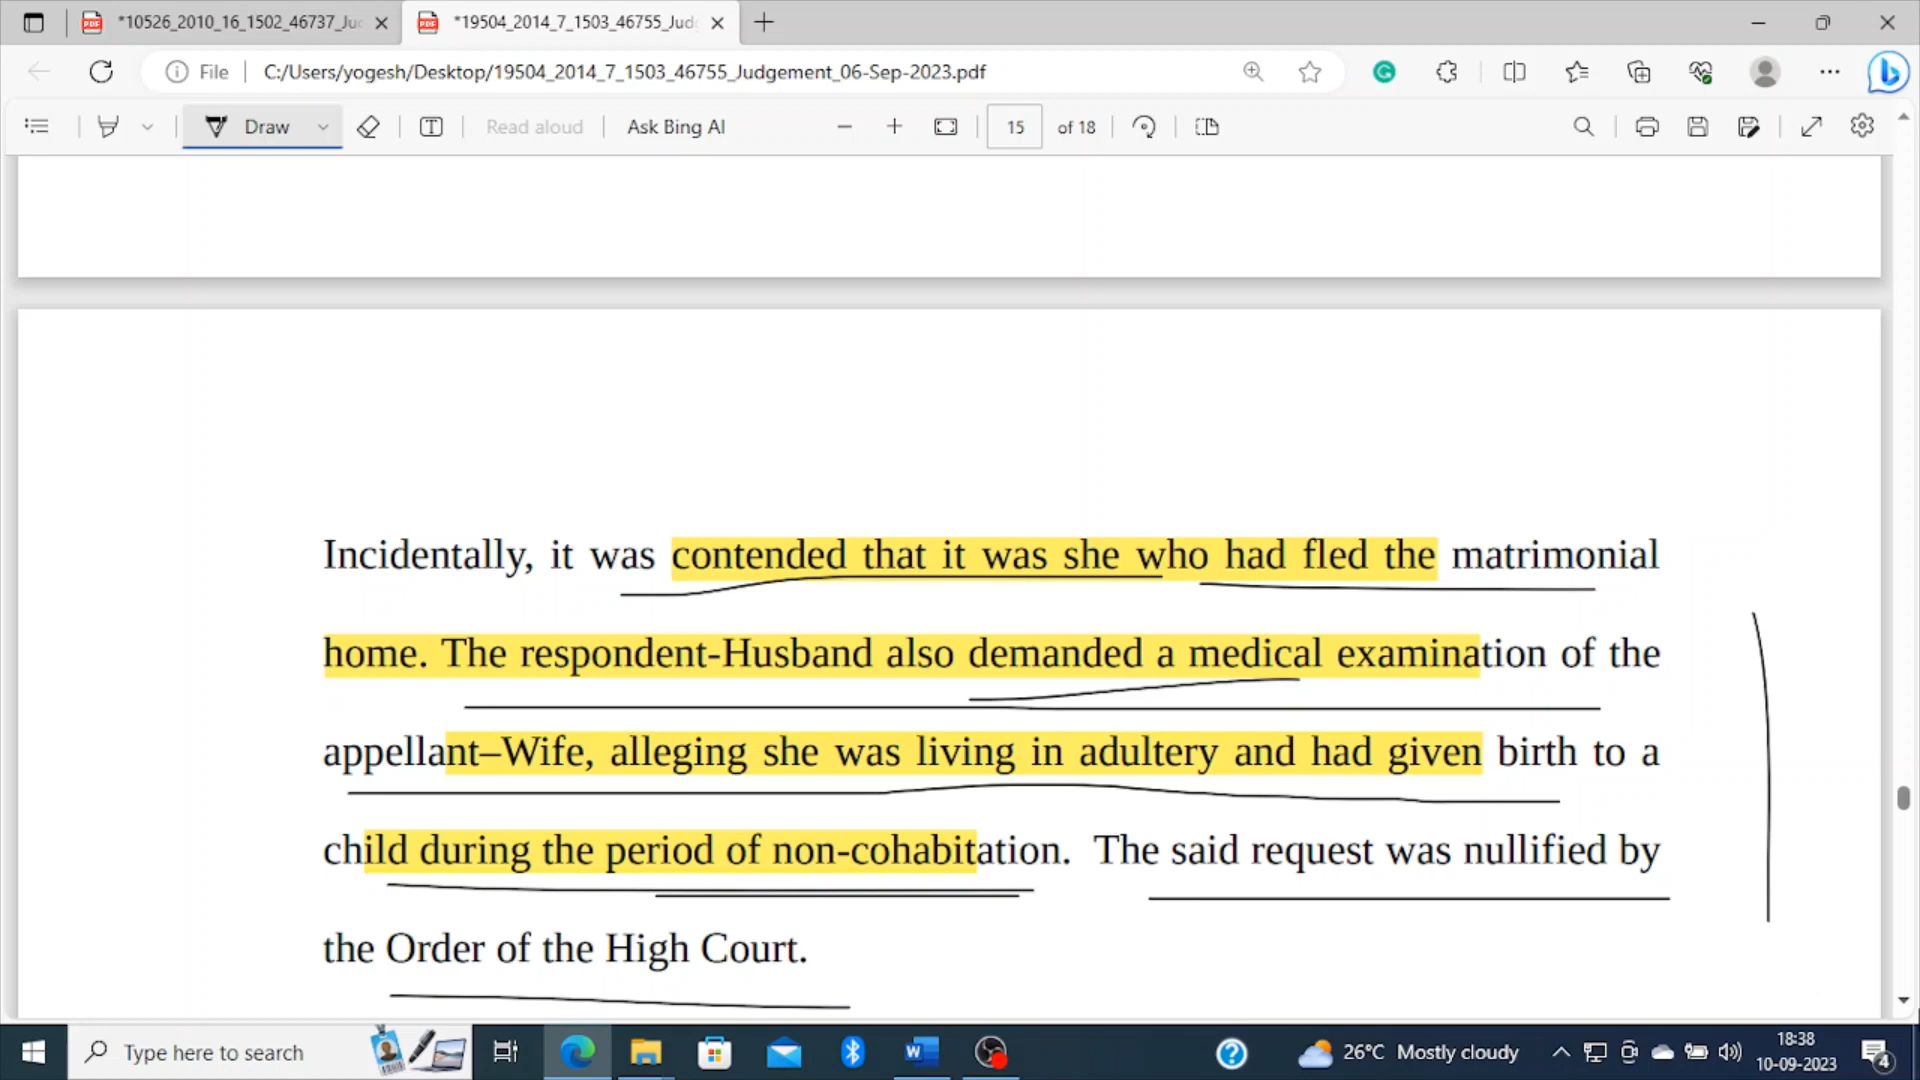 *10526_2010_16_1502_46737_Ju
*19504_2014_7_1503_46755_Jud
File
C:/Users/yogesh/Desktop/19504_2014_7_1503_46755_Judgement_06-Sep-2023.pdf
Draw
Read aloud
Ask Bing AI
15 of 18
Incidentally, it was contended that it was she who had fled the matrimonial
home. The respondent-Husband also demanded a medical examination of the
appellant–Wife, alleging she was living in adultery and had given birth to a
child during the period of non-cohabitation. The said request was nullified by
the Order of the High Court.
Type here to search
26°C Mostly cloudy
18:38
10-09-2023
4